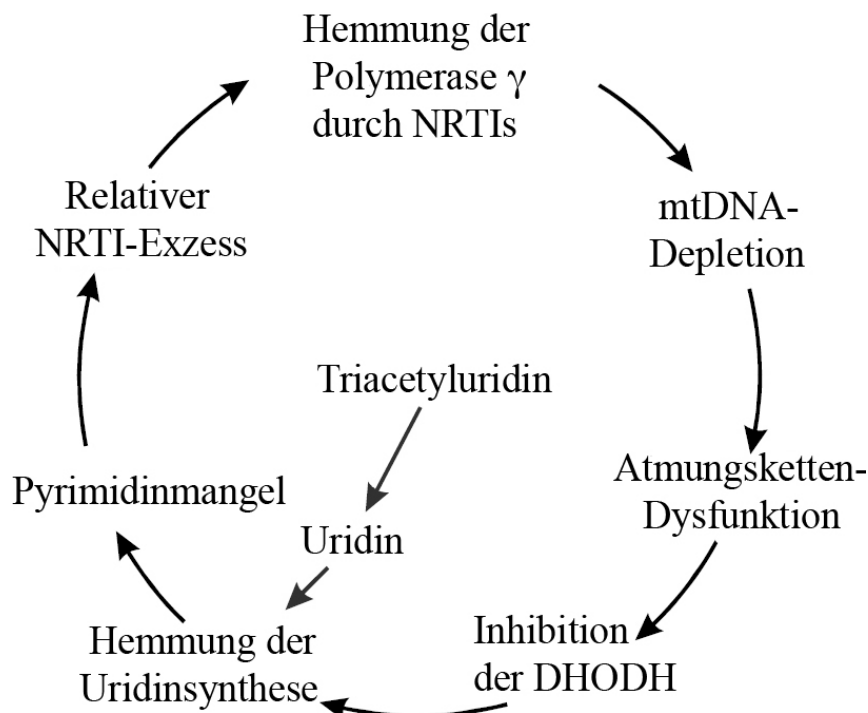 Hemmung der
Polymerase γ
durch NRTIs
mtDNA-
Depletion
Atmungsketten-
Dysfunktion
Inhibition
der DHODH
Hemmung der
Uridinsynthese
Pyrimidinmangel
Relativer
NRTI-Exzess
Triacetyluridin
Uridin